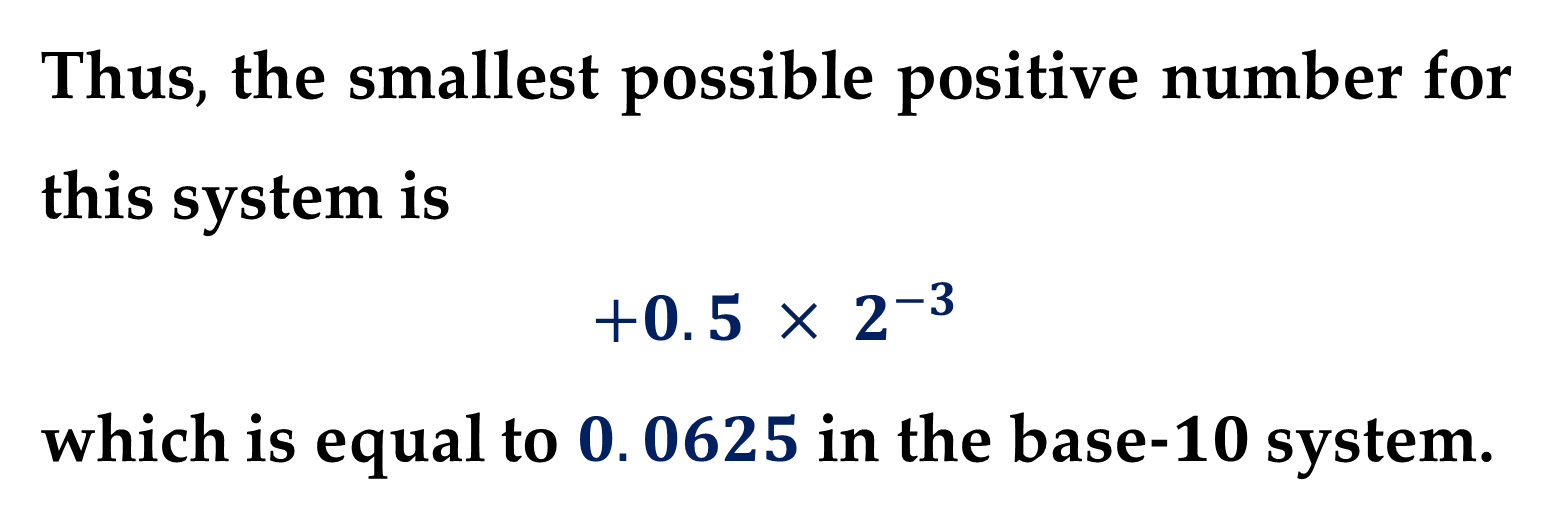 Thus, the smallest possible positive number for
this system is
+0.5 × 2⁻³
which is equal to 0.0625 in the base-10 system.